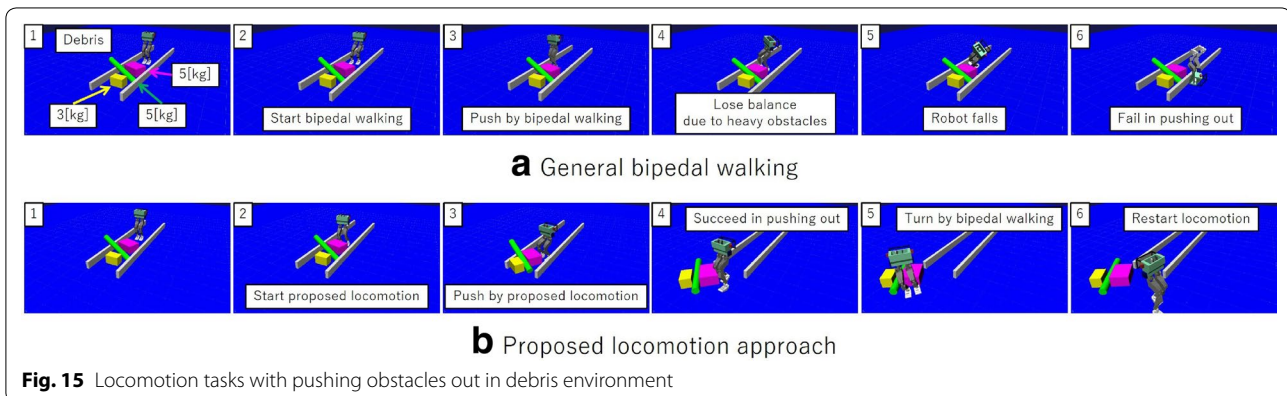 1
Debris
5[kg]
3[kg]
5[kg]
2
Start bipedal walking
3
Push by bipedal walking
4
Lose balance
due to heavy obstacles
5
Robot falls
6
Fail in pushing out
a General bipedal walking
1
2
Start proposed locomotion
3
Push by proposed locomotion
4
Succeed in pushing out
5
Turn by bipedal walking
6
Restart locomotion
b Proposed locomotion approach
Fig. 15 Locomotion tasks with pushing obstacles out in debris environment